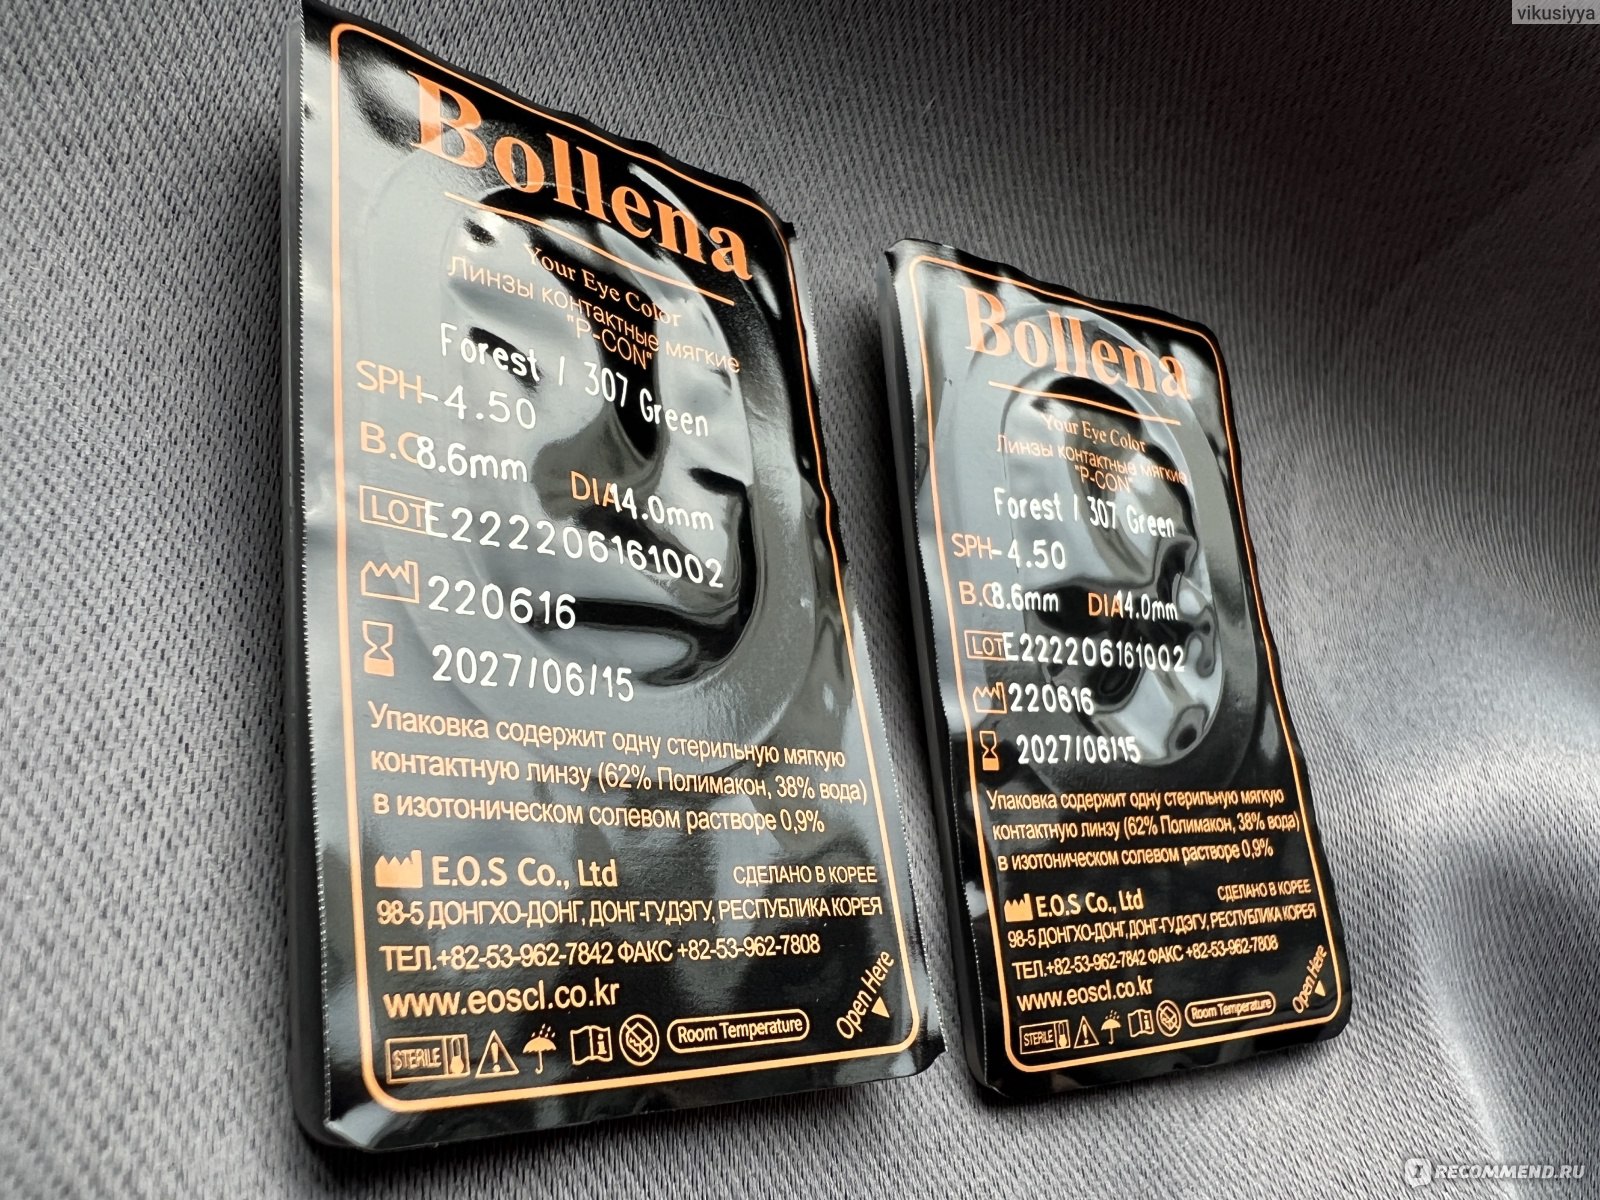 vikusiyya
Bollena
Your Eye Color
Линзы контактные мягкие
"P-CON"
Forest / 307 Green
SPH-4.50
B.C8.6mm DIA14.0mm
LOT E222206161002
220616
2027/06/15
Упаковка содержит одну стерильную мягкую
контактную линзу (62% Полимакон, 38% вода)
в изотоническом солевом растворе 0,9%
E.O.S Co., Ltd СДЕЛАНО В КОРЕЕ
98-5 ДОНГХО-ДОНГ, ДОНГ-ГУДЭГУ, РЕСПУБЛИКА КОРЕЯ
ТЕЛ.+82-53-962-7842 ФАКС +82-53-962-7808
www.eoscl.co.kr
STERILE Room Temperature Open Here
Bollena
Your Eye Color
Линзы контактные мягкие
"P-CON"
Forest / 307 Green
SPH-4.50
B.C8.6mm DIA14.0mm
LOT E222206161002
220616
2027/06/15
Упаковка содержит одну стерильную мягкую
контактную линзу (62% Полимакон, 38% вода)
в изотоническом солевом растворе 0,9%
E.O.S Co., Ltd СДЕЛАНО В КОРЕЕ
98-5 ДОНГХО-ДОНГ, ДОНГ-ГУДЭГУ, РЕСПУБЛИКА КОРЕЯ
ТЕЛ.+82-53-962-7842 ФАКС +82-53-962-7808
www.eoscl.co.kr
STERILE Room Temperature Open Here
RECOMMEND.RU